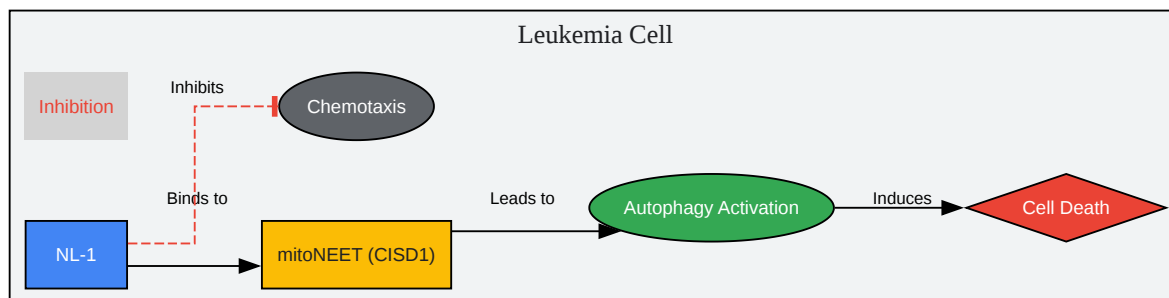 Leukemia Cell
Inhibits
Inhibition
Chemotaxis
Binds to
Leads to
Autophagy Activation
Induces
Cell Death
NL-1
mitoNEET (CISD1)